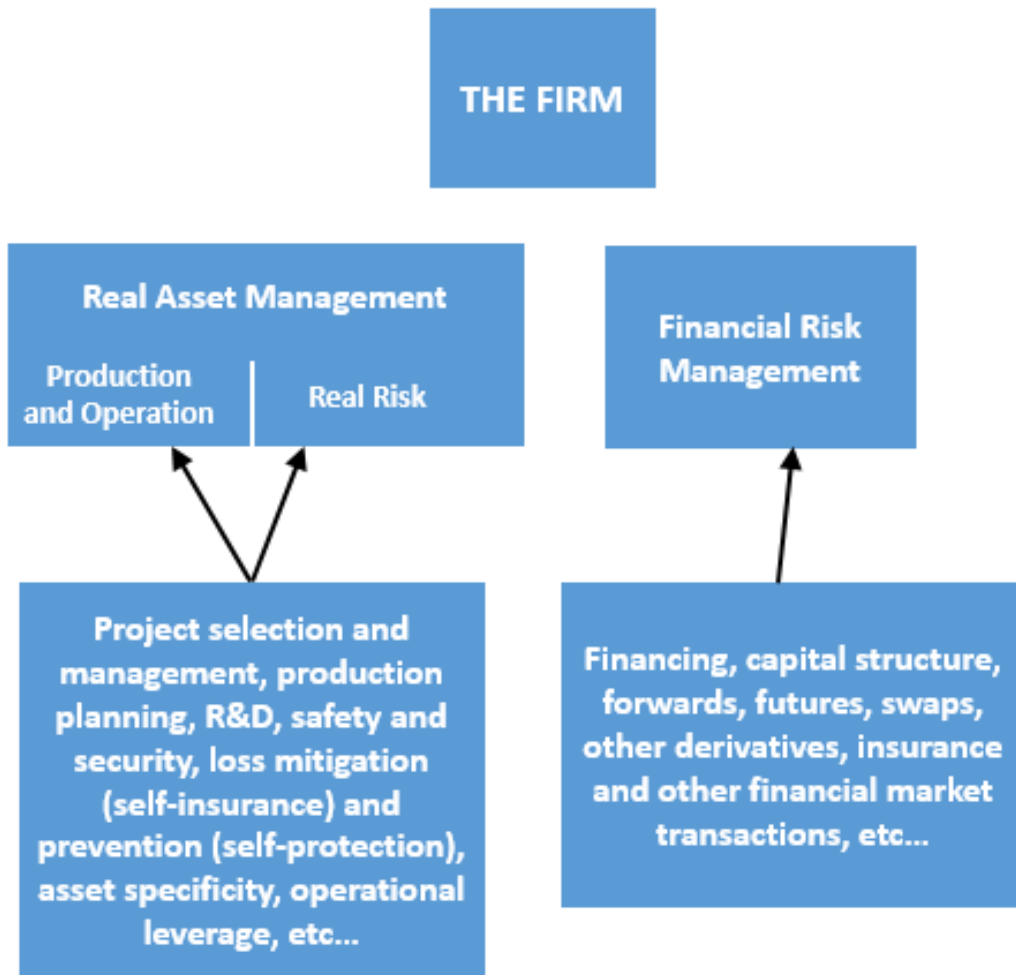 THE FIRM
Real Asset Management
Production
and Operation
Real Risk
Financial Risk
Management
Project selection and
management, production
planning, R&D, safety and
security, loss mitigation
(self-insurance) and
prevention (self-protection),
asset specificity, operational
leverage, etc...
Financing, capital structure,
forwards, futures, swaps,
other derivatives, insurance
and other financial market
transactions, etc...